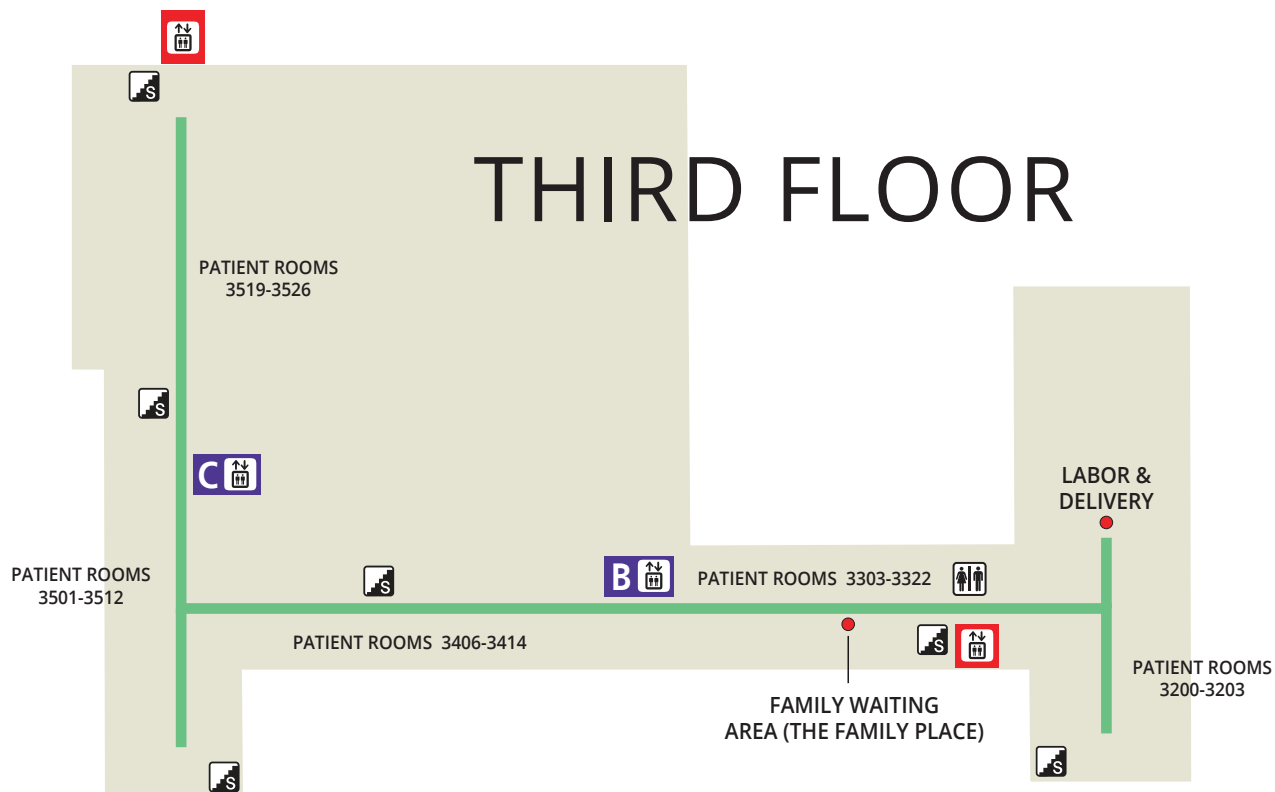 S
THIRD FLOOR
PATIENT ROOMS
3519-3526
S
C
LABOR &
DELIVERY
PATIENT ROOMS
3501-3512
S
B
PATIENT ROOMS 3303-3322
PATIENT ROOMS 3406-3414
S
PATIENT ROOMS
3200-3203
FAMILY WAITING
AREA (THE FAMILY PLACE)
S
S